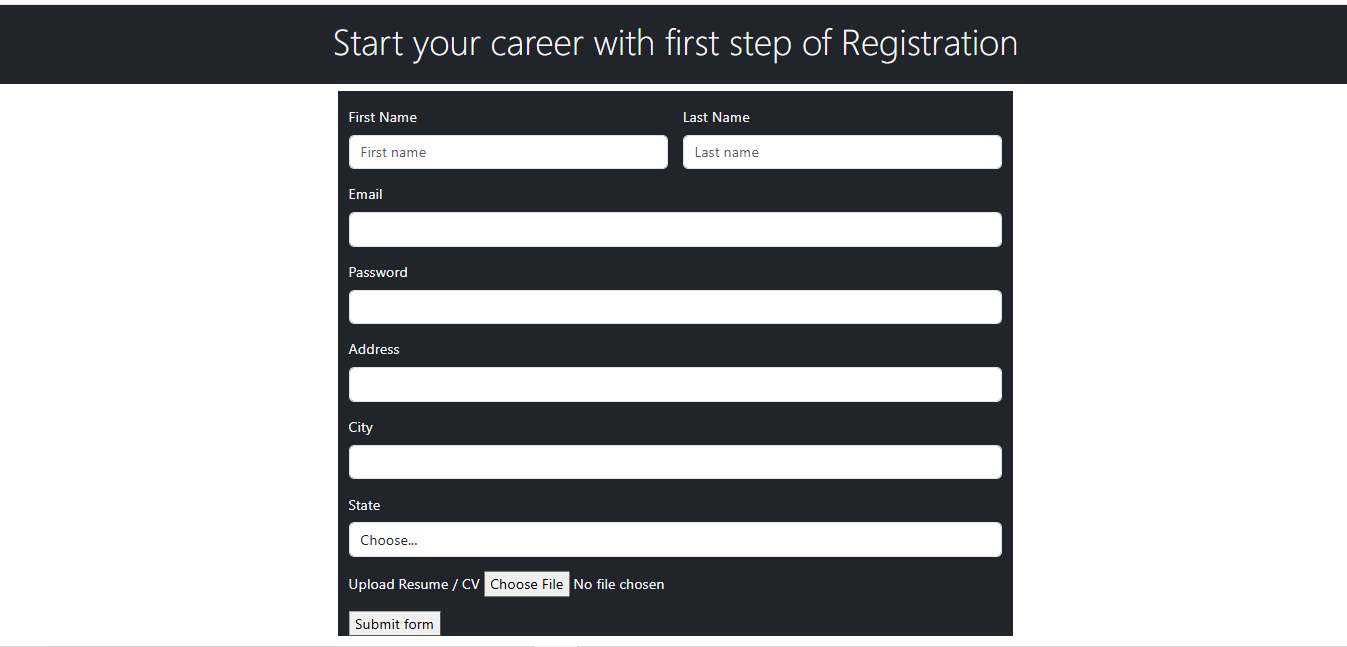 Start your career with first step of Registration
First Name Last Name
First name Last name
Email
Password
Address
City
State
Choose...
Upload Resume / CV Choose File No file chosen
Submit form